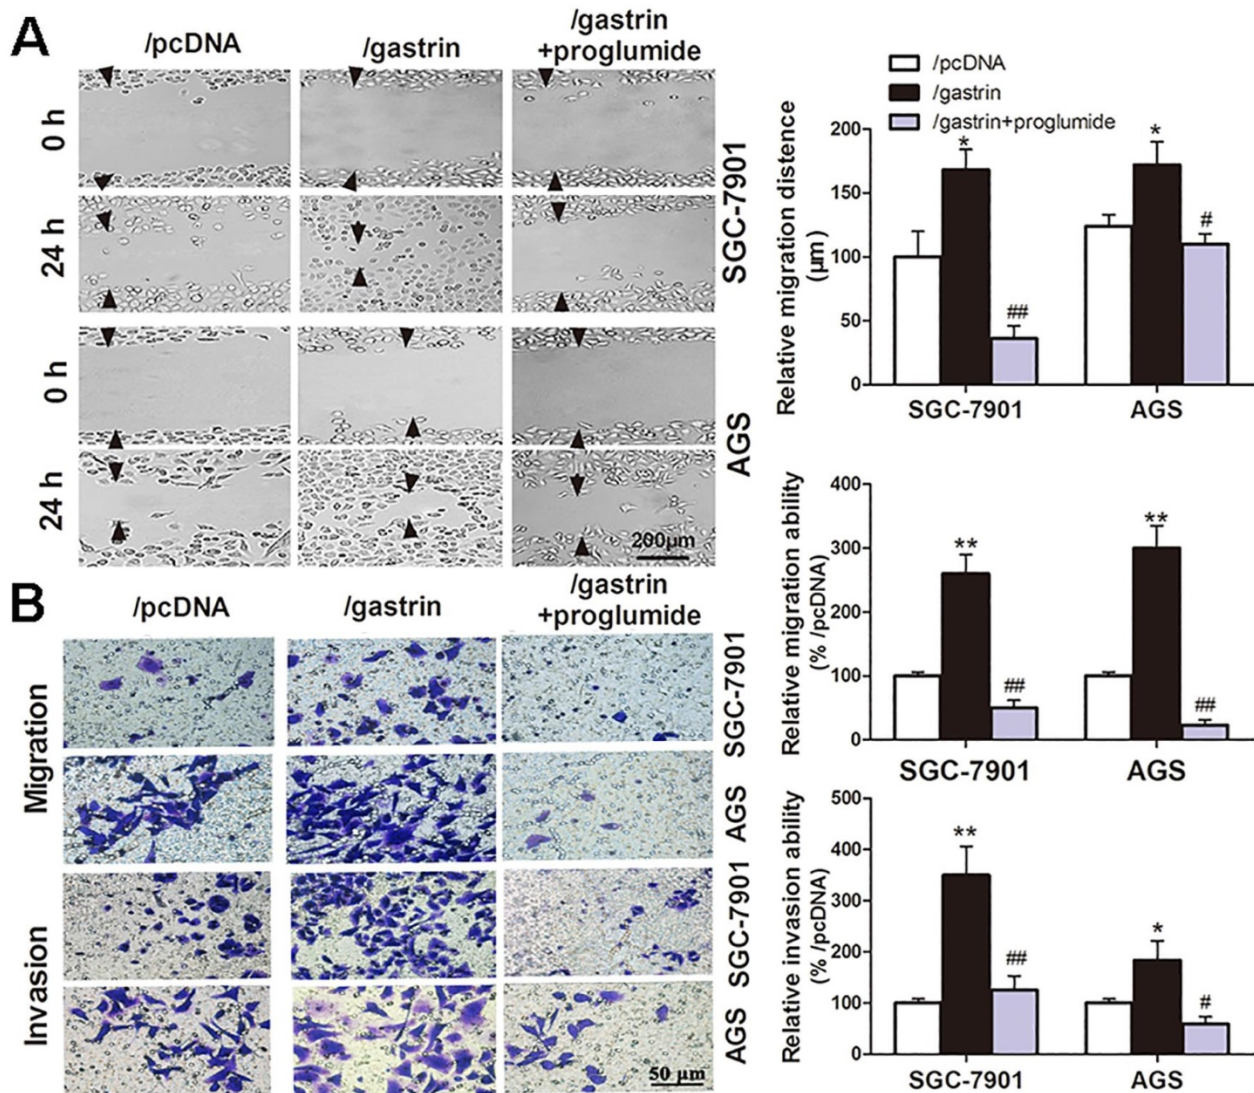 A
/pcDNA
/gastrin
/gastrin
+proglumide
0 h
24 h
SGC-7901
0 h
24 h
AGS
200μm
/pcDNA
/gastrin
/gastrin+proglumide
Relative migration distence
(μm)
200
150
100
50
0
*
##
*
#
SGC-7901
AGS
B
/pcDNA
/gastrin
/gastrin
+proglumide
Migration
SGC-7901
AGS
Invasion
SGC-7901
AGS
50 μm
Relative migration ability
(% /pcDNA)
400
300
200
100
0
**
##
**
##
SGC-7901
AGS
Relative invasion ability
(% /pcDNA)
500
400
300
200
100
0
**
##
*
#
SGC-7901
AGS